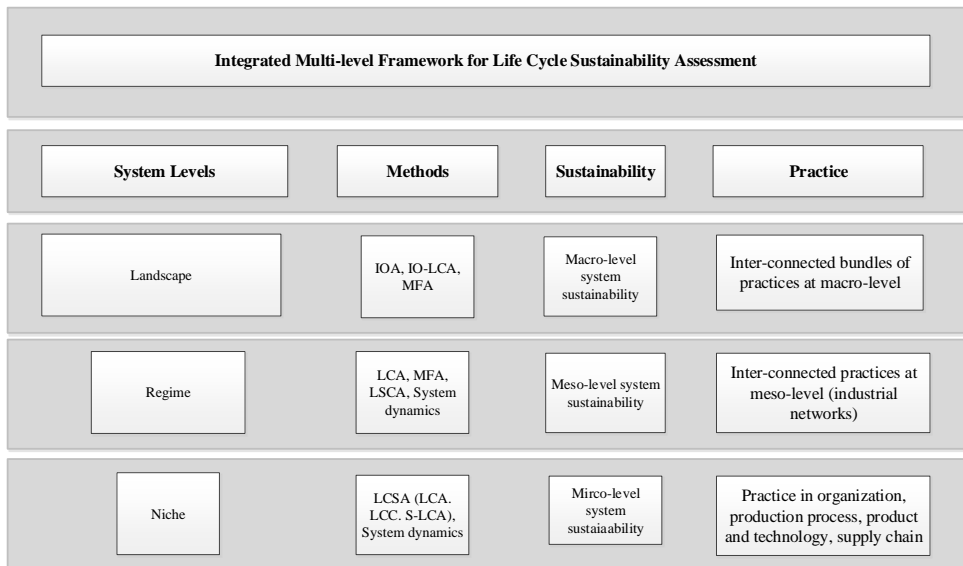 Integrated Multi-level Framework for Life Cycle Sustainability Assessment
System Levels
Methods
Sustainability
Practice
Landscape
IOA, IO-LCA,
MFA
Macro-level
system
sustainability
Inter-connected bundles of
practices at macro-level
Regime
LCA, MFA,
LSCA, System
dynamics
Meso-level system
sustainability
Inter-connected practices at
meso-level (industrial
networks)
Niche
LCSA (LCA.
LCC. S-LCA),
System dynamics
Mirco-level
system
sustaiaability
Practice in organization,
production process, product
and technology, supply chain